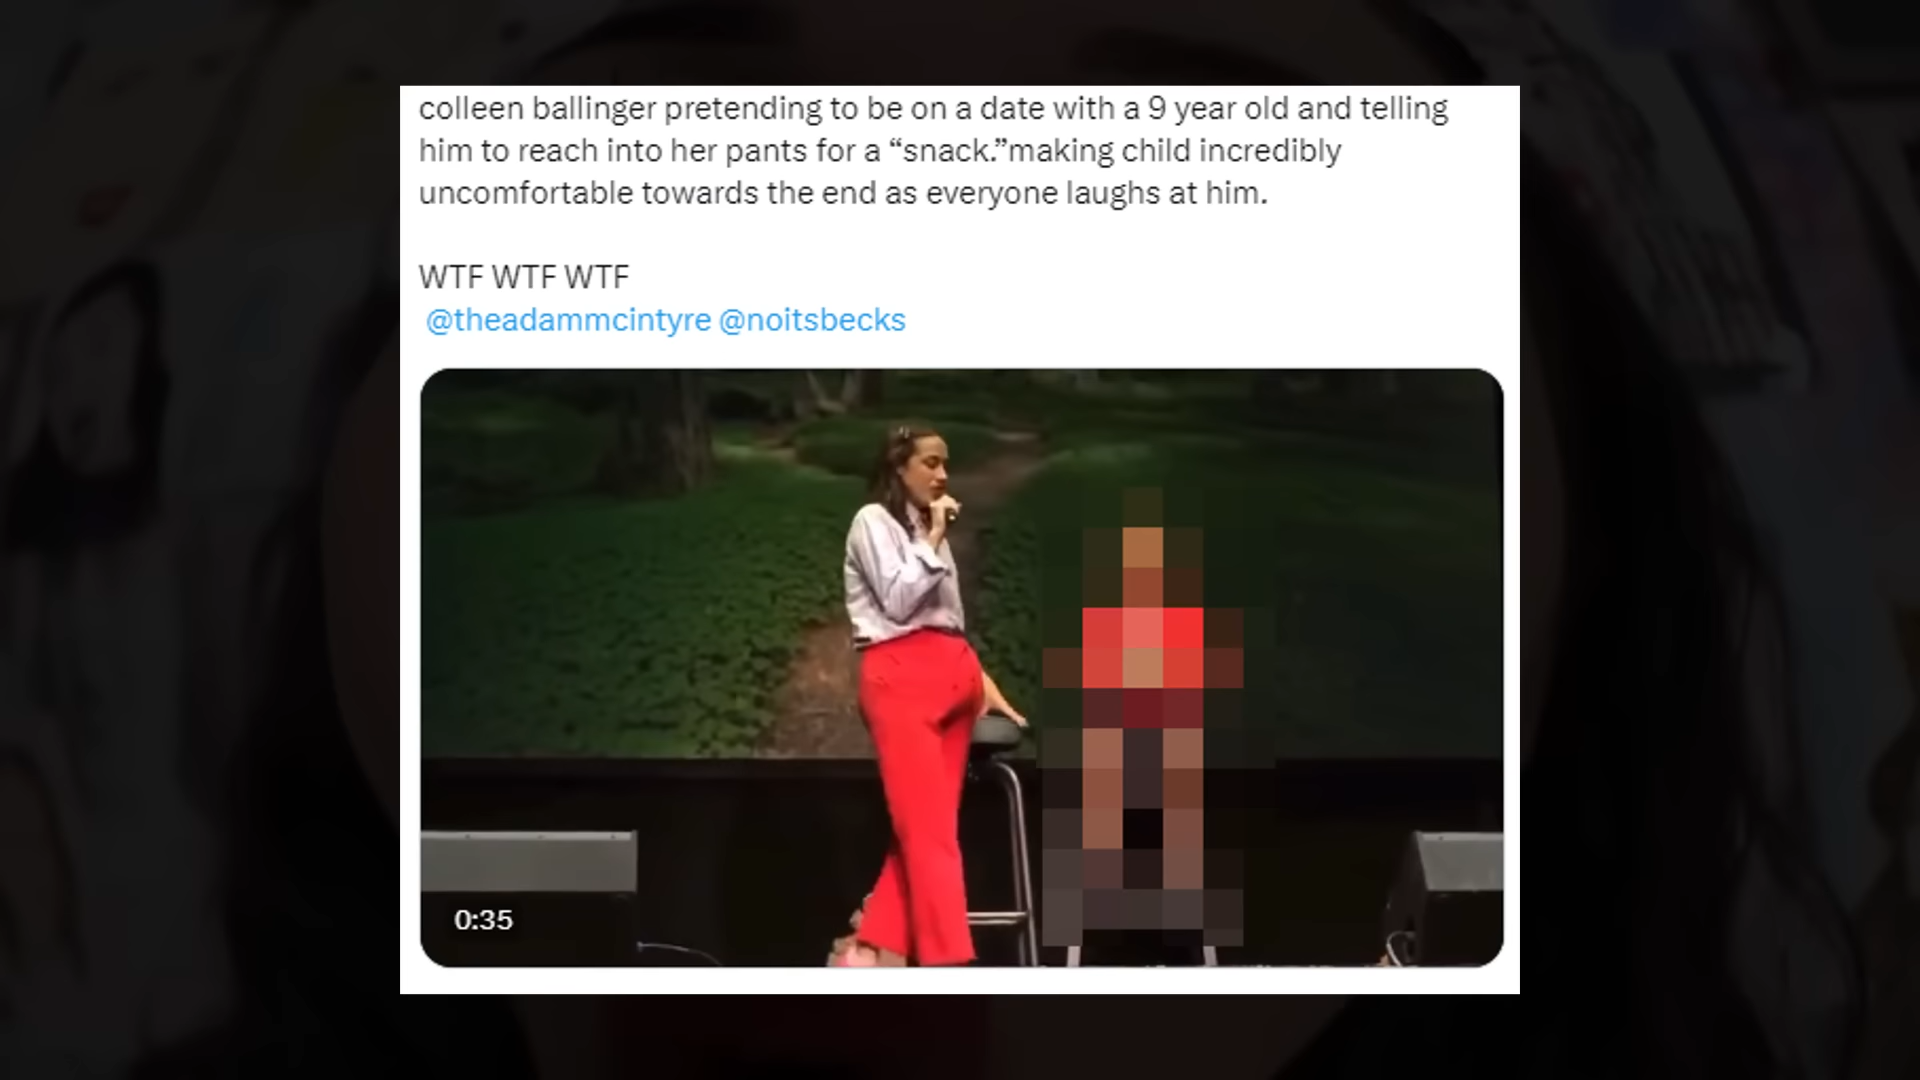 colleen ballinger pretending to be on a date with a 9 year old and telling
him to reach into her pants for a “snack.”making child incredibly
uncomfortable towards the end as everyone laughs at him.
WTF WTF WTF
@theadammcintyre @noitsbecks
0:35